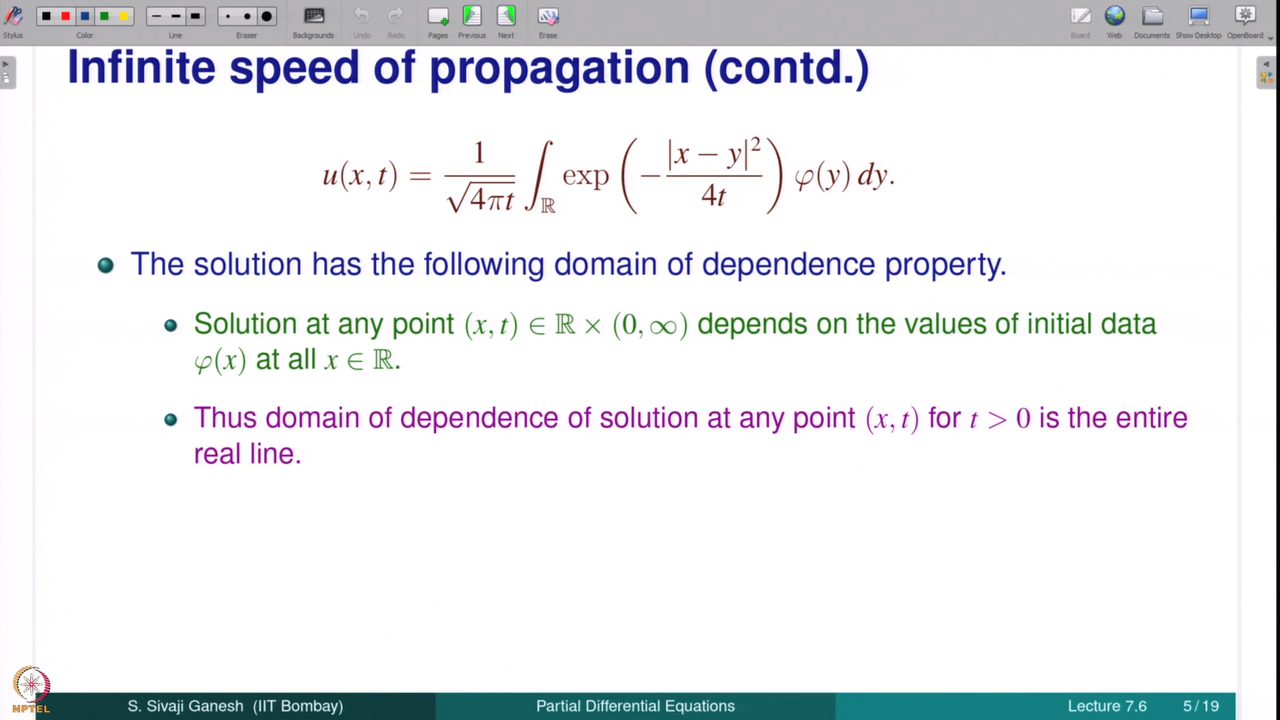 Stylus Color Line Eraser Backgrounds Undo Redo Pages Previous Next Erase Board Web Documents Show Desktop OpenBoard
Infinite speed of propagation (contd.)
u(x, t) = 1/√4πt ∫_ℝ exp(−|x − y|²/4t) φ(y) dy.
The solution has the following domain of dependence property.
Solution at any point (x, t) ∈ ℝ × (0, ∞) depends on the values of initial data
φ(x) at all x ∈ ℝ.
Thus domain of dependence of solution at any point (x, t) for t > 0 is the entire
real line.
NPTEL
S. Sivaji Ganesh (IIT Bombay) Partial Differential Equations Lecture 7.6 5 / 19